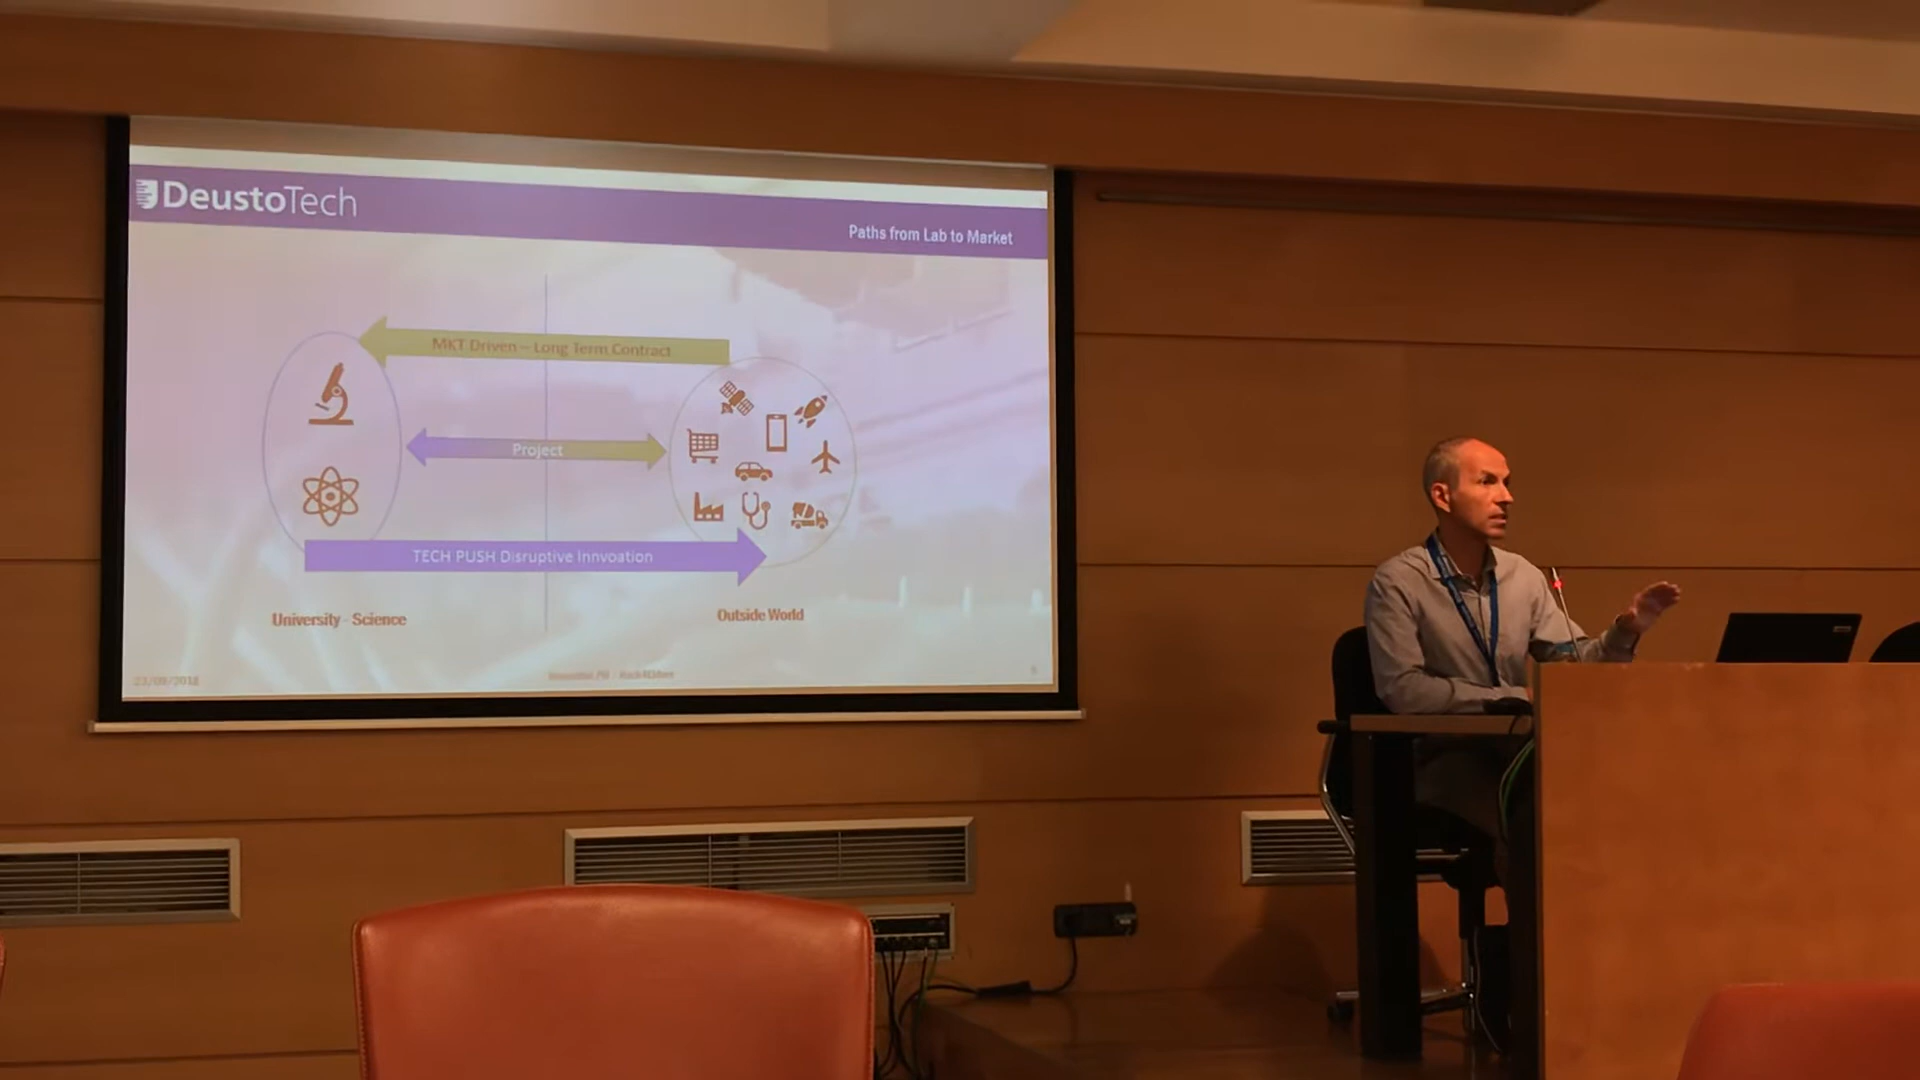 DeustoTech
Paths from Lab to Market
MKT Driven – Long Term Contract
Project
TECH PUSH Disruptive Innvoation
University - Science
Outside World